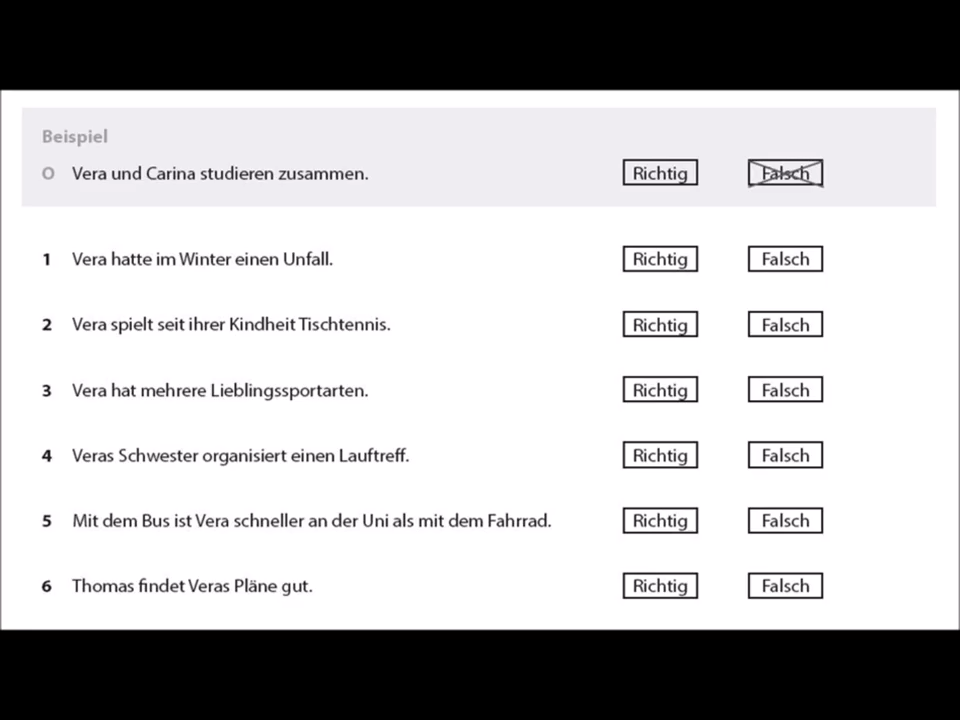 Beispiel
O Vera und Carina studieren zusammen. Richtig Falsch
1 Vera hatte im Winter einen Unfall. Richtig Falsch
2 Vera spielt seit ihrer Kindheit Tischtennis. Richtig Falsch
3 Vera hat mehrere Lieblingssportarten. Richtig Falsch
4 Veras Schwester organisiert einen Lauftreff. Richtig Falsch
5 Mit dem Bus ist Vera schneller an der Uni als mit dem Fahrrad. Richtig Falsch
6 Thomas findet Veras Pläne gut. Richtig Falsch